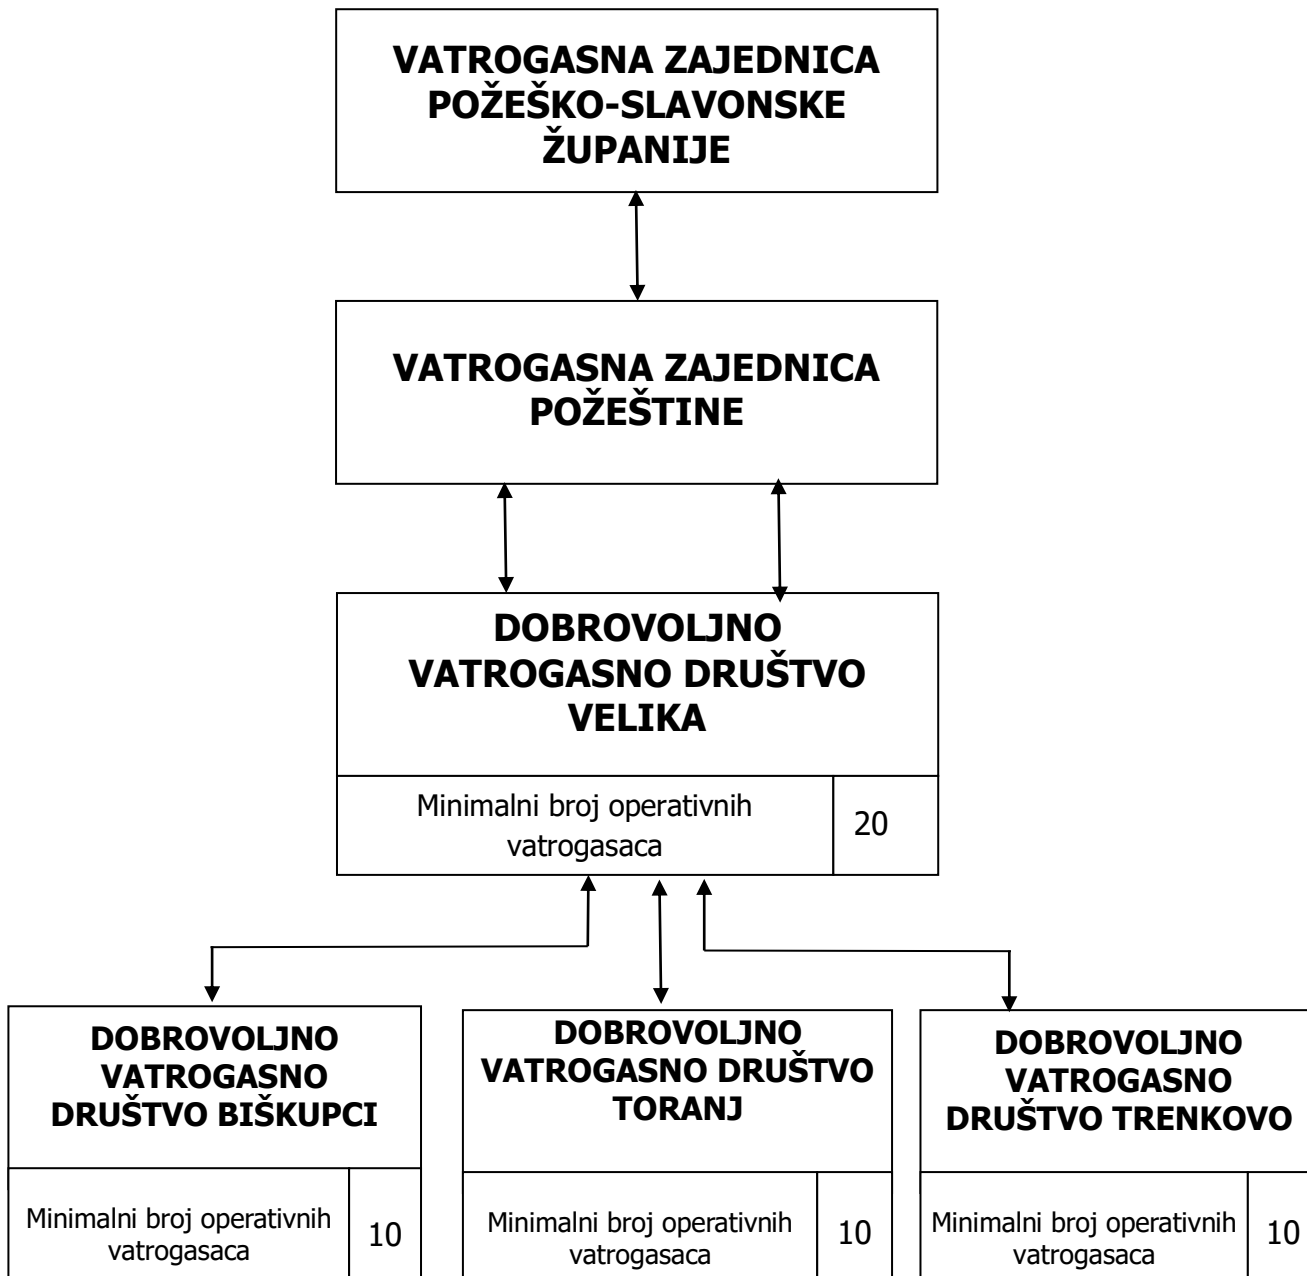 VATROGASNA ZAJEDNICA
POŽEŠKO-SLAVONSKE
ŽUPANIJE
VATROGASNA ZAJEDNICA
POŽEŠTINE
DOBROVOLJNO
VATROGASNO DRUŠTVO
VELIKA
Minimalni broj operativnih
vatrogasaca
20
DOBROVOLJNO
VATROGASNO
DRUŠTVO BIŠKUPCI
Minimalni broj operativnih
vatrogasaca
10
DOBROVOLJNO
VATROGASNO DRUŠTVO
TORANJ
Minimalni broj operativnih
vatrogasaca
10
DOBROVOLJNO
VATROGASNO
DRUŠTVO TRENKOVO
Minimalni broj operativnih
vatrogasaca
10